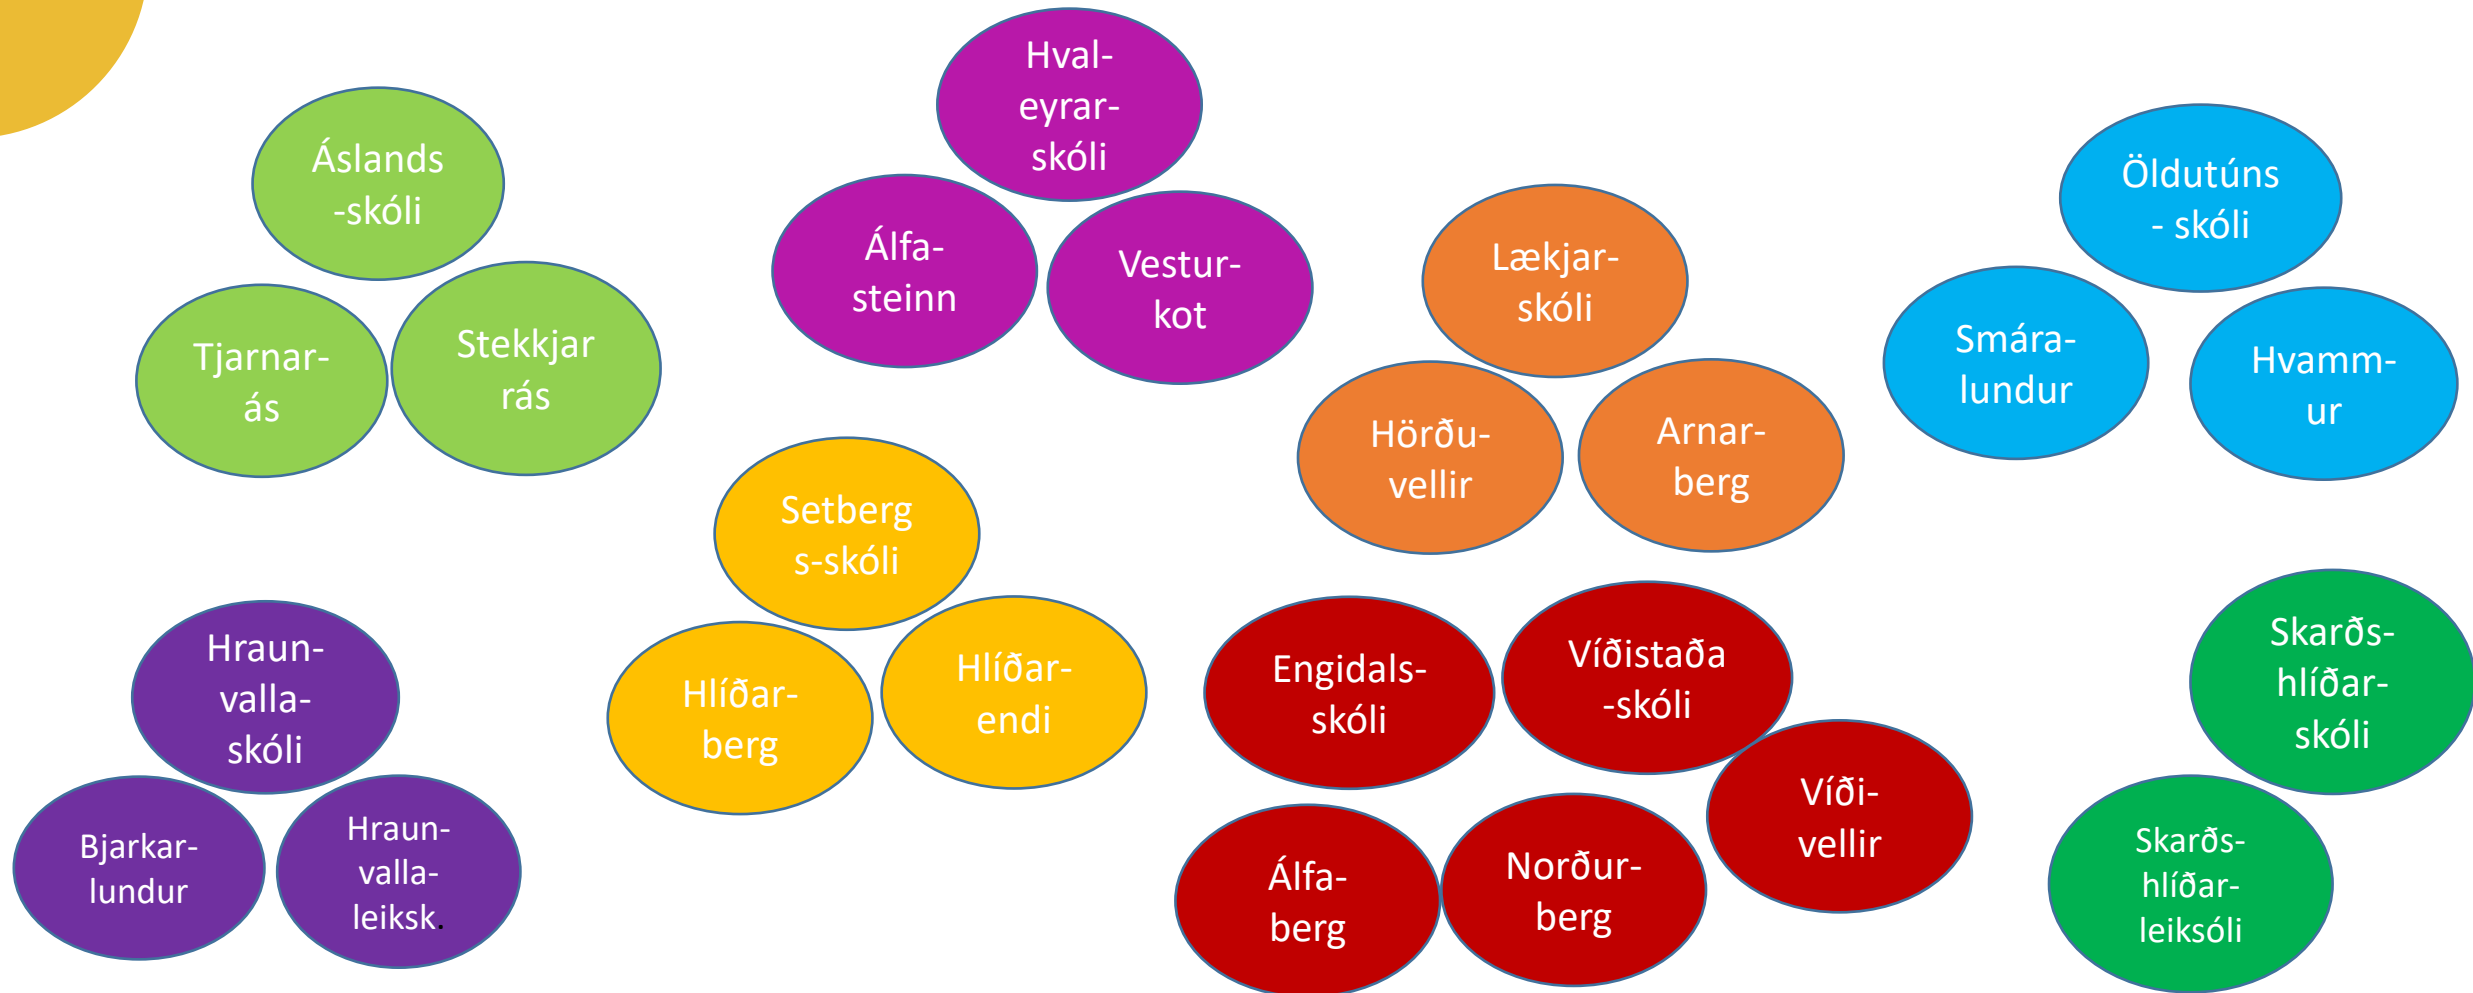 Áslands
-skóli
Tjarnar-
ás
Stekkjar
rás
Hval-
eyrar-
skóli
Álfa-
steinn
Vestur-
kot
Lækjar-
skóli
Hörðu-
vellir
Arnar-
berg
Öldutúns
- skóli
Smára-
lundur
Hvamm-
ur
Setberg
s-skóli
Hlíðar-
berg
Hlíðar-
endi
Hraun-
valla-
skóli
Bjarkar-
lundur
Hraun-
valla-
leiksk.
Engidals-
skóli
Víðistaða
-skóli
Víði-
vellir
Álfa-
berg
Norður-
berg
Skarðs-
hlíðar-
skóli
Skarðs-
hlíðar-
leiksóli